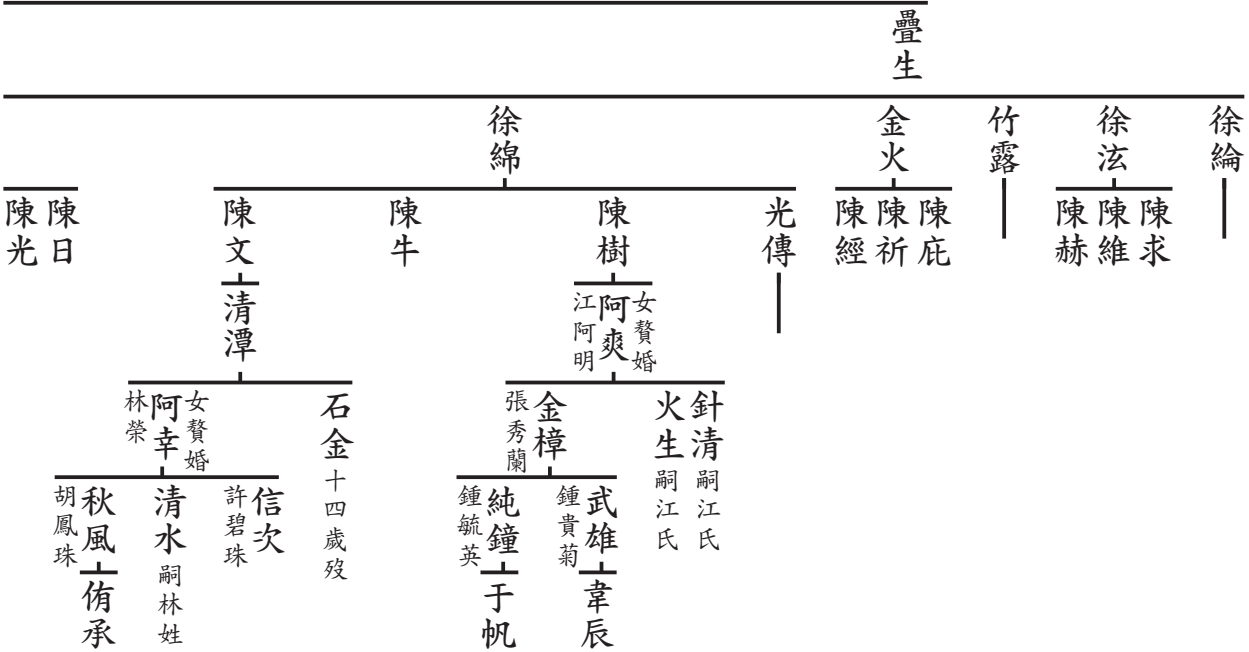 疊生
徐綸
徐泫
竹露
金火
徐綿
陳求
陳維
陳赫
陳庇
陳祈
陳經
光傳
陳樹
陳牛
陳文
陳日
陳光
女贅婚
阿爽
江阿明
清潭
針清 嗣江氏
火生 嗣江氏
金樟
張秀蘭
石金 十四歲歿
女贅婚
阿幸
林榮
武雄
鍾貴菊
純鐘
鍾毓英
信次
許碧珠
清水 嗣林姓
秋風
胡鳳珠
韋辰
于帆
侑承